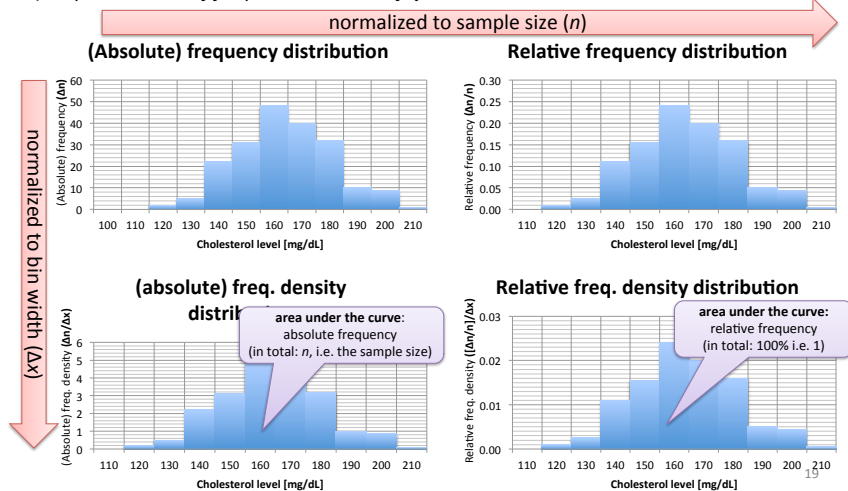 normalized to sample size (n)
(Absolute) frequency distribution
Relative frequency distribution
normalized to bin width (Δx)
(Absolute) frequency (Δn)
60
50
40
30
20
10
0
100 110 120 130 140 150 160 170 180 190 200 210
Cholesterol level [mg/dL]
Relative frequency (Δn/n)
0.30
0.25
0.20
0.15
0.10
0.05
0.00
110 120 130 140 150 160 170 180 190 200 210
Cholesterol level [mg/dL]
(absolute) freq. density
area under the curve:
absolute frequency
(in total: n, i.e. the sample size)
(Absolute) freq. density (Δn/Δx)
6
5
4
3
2
1
0
110 120 130 140 150 160 170 180 190 200 210
Cholesterol level [mg/dL]
Relative freq. density distribution
area under the curve:
relative frequency
(in total: 100% i.e. 1)
Relative freq. density ([Δn/n]/Δx)
0.03
0.02
0.01
0.00
110 120 130 140 150 160 170 180 190 200 210
Cholesterol level [mg/dL]
19